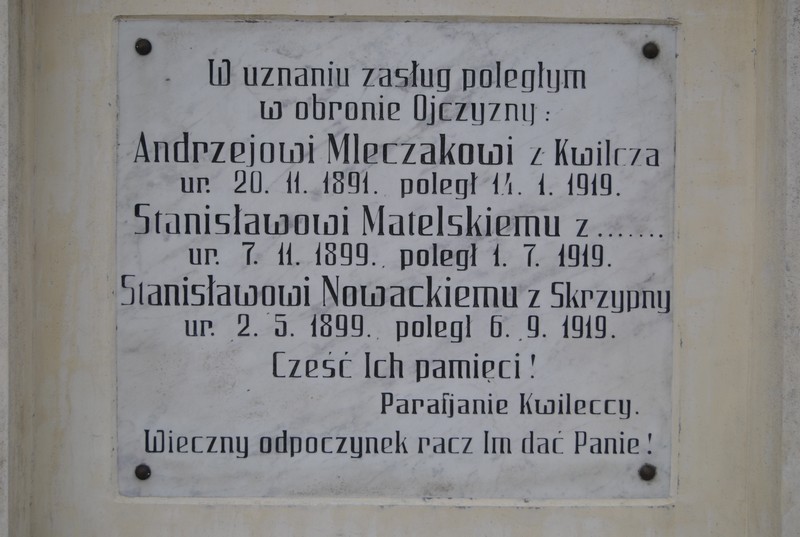 W uznaniu zasług poległym
w obronie Ojczyzny:
Andrzejowi Mleczakowi z Kwilcza
ur. 20. 11. 1891. poległ 14. 1. 1919.
Stanisławowi Matelskiemu z .......
ur. 7. 11. 1899. poległ 1. 7. 1919.
Stanisławowi Nowackiemu z Skrzypny
ur. 2. 5. 1899. poległ 6. 9. 1919.
Cześć Ich pamięci!
Parafjanie Kwileccy.
Wieczny odpoczynek racz Im dać Panie!